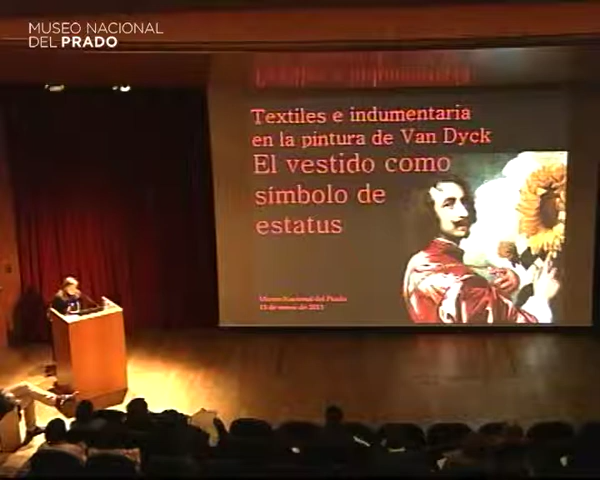 MUSEO NACIONAL
DEL PRADO
Textiles e indumentaria
en la pintura de Van Dyck
El vestido como
símbolo de
estatus
Museo Nacional del Prado